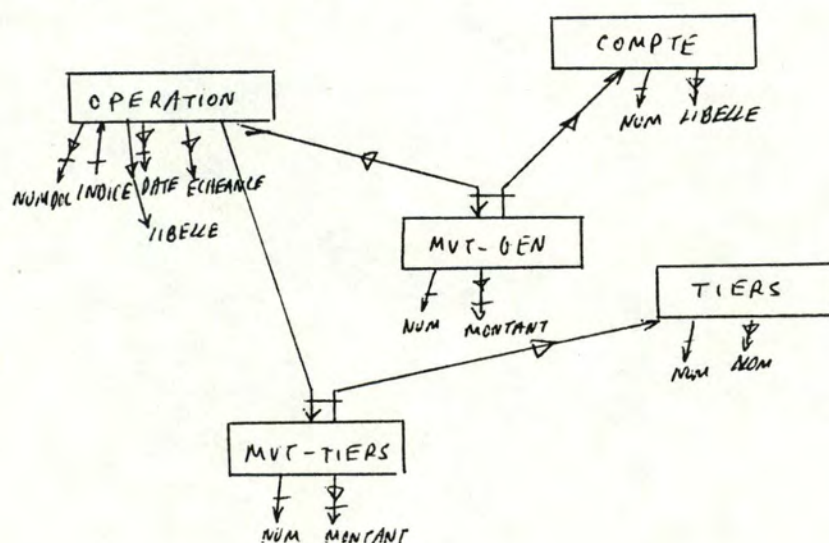 COMPTE
OPERATION
NUM LIBELLE
NUMDOC INDICE DATE ECHEANCE
LIBELLE
MVT-GEN
TIERS
NUM MONTANT
NUM NOM
MVT-TIERS
NUM MONTANT